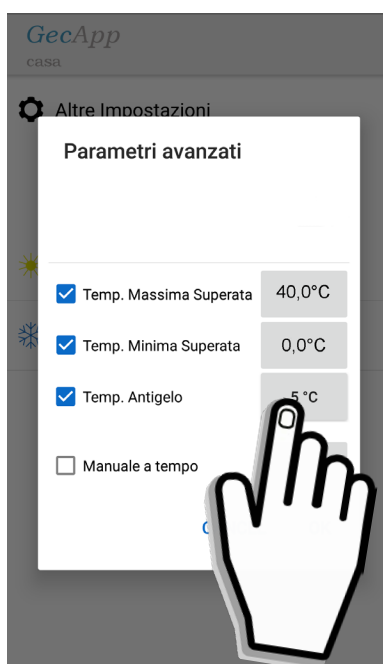 GecApp
casa
Altre Impostazioni
Parametri avanzati
Temp. Massima Superata 40,0°C
Temp. Minima Superata 0,0°C
Temp. Antigelo 5 °C
Manuale a tempo